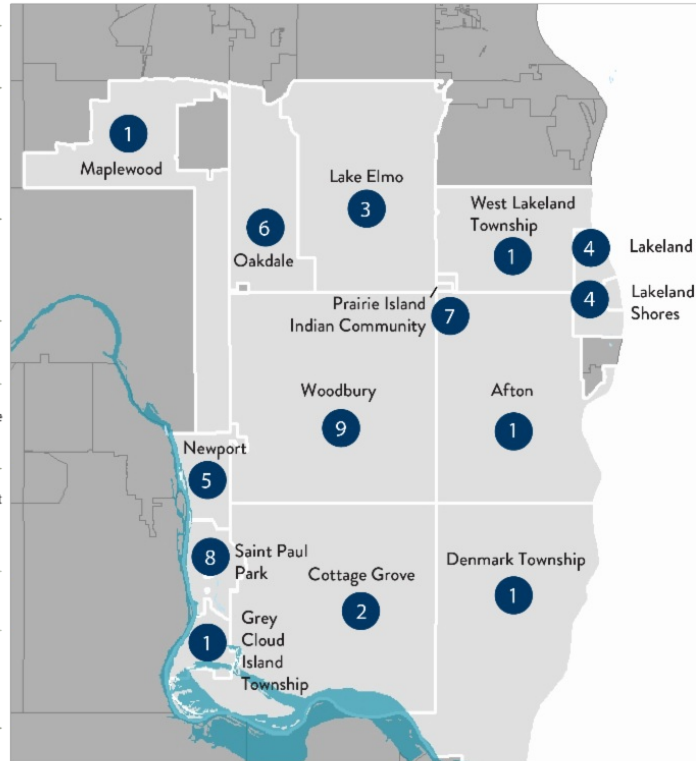 1
Maplewood
Lake Elmo
3
6
Oakdale
West Lakeland
Township
1
4
Lakeland
4
Lakeland
Shores
Prairie Island
Indian Community
7
Woodbury
9
Afton
1
Newport
5
8
Saint Paul
Park
Cottage Grove
2
Denmark Township
1
1
Grey
Cloud
Island
Township